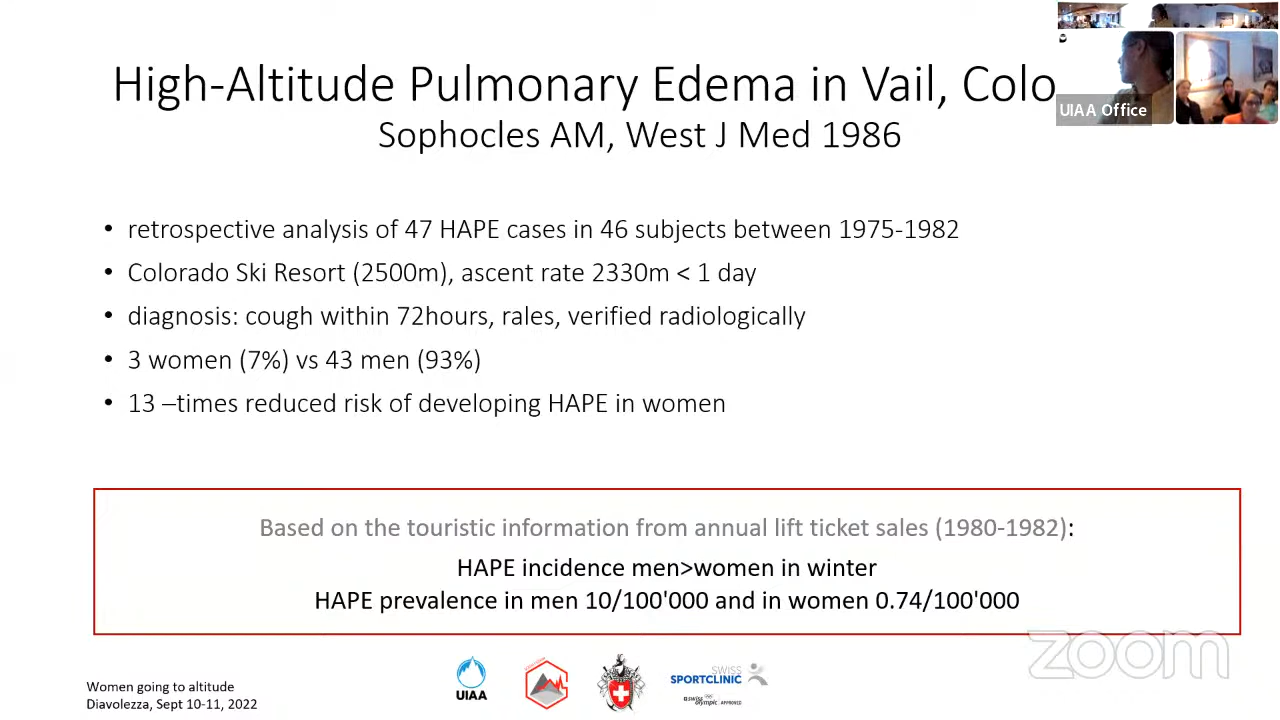 High-Altitude Pulmonary Edema in Vail, Colo
Sophocles AM, West J Med 1986
UIAA Office
• retrospective analysis of 47 HAPE cases in 46 subjects between 1975-1982
• Colorado Ski Resort (2500m), ascent rate 2330m < 1 day
• diagnosis: cough within 72hours, rales, verified radiologically
• 3 women (7%) vs 43 men (93%)
• 13 –times reduced risk of developing HAPE in women
Based on the touristic information from annual lift ticket sales (1980-1982):
HAPE incidence men>women in winter
HAPE prevalence in men 10/100'000 and in women 0.74/100'000
zoom
Women going to altitude
Diavolezza, Sept 10-11, 2022
UIAA
SWISS
SPORTCLINIC
swiss olympic APPROVED